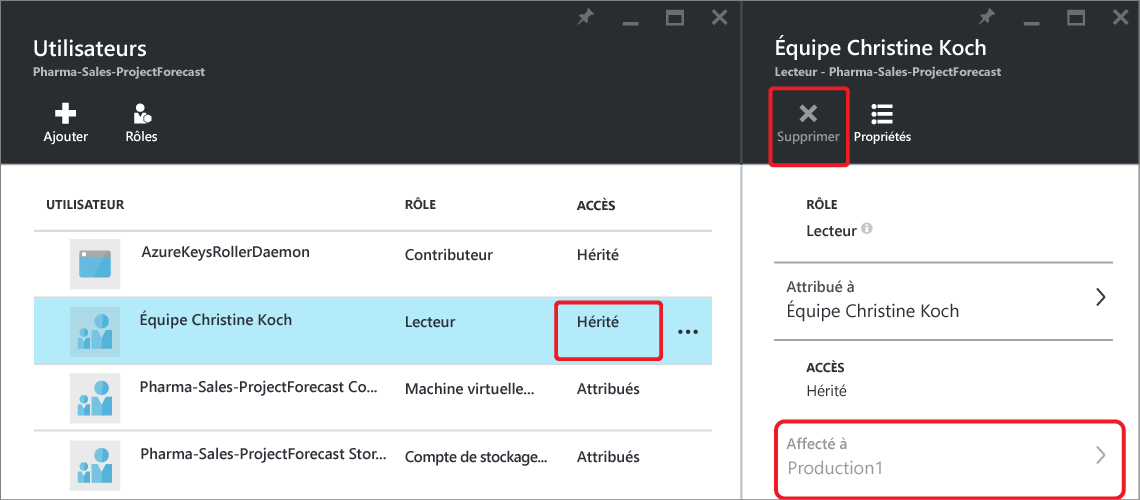 Utilisateurs
Pharma-Sales-ProjectForecast
Ajouter Rôles
UTILISATEUR RÔLE ACCÈS
AzureKeysRollerDaemon Contributeur Hérité
Équipe Christine Koch Lecteur Hérité ...
Pharma-Sales-ProjectForecast Co... Machine virtuelle... Attribués
Pharma-Sales-ProjectForecast Stor... Compte de stockage... Attribués
Équipe Christine Koch
Lecteur - Pharma-Sales-ProjectForecast
Supprimer Propriétés
RÔLE
Lecteur
Attribué à
Équipe Christine Koch
ACCÈS
Hérité
Affecté à
Production1